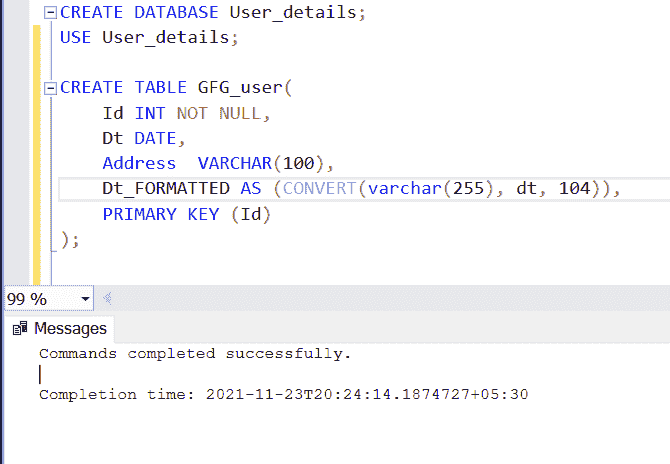 CREATE DATABASE User_details;
USE User_details;
CREATE TABLE GFG_user(
Id INT NOT NULL,
Dt DATE,
Address  VARCHAR(100),
Dt_FORMATTED AS (CONVERT(varchar(255), dt, 104)),
PRIMARY KEY (Id)
);
99 %
Messages
Commands completed successfully.
Completion time: 2021-11-23T20:24:14.1874727+05:30